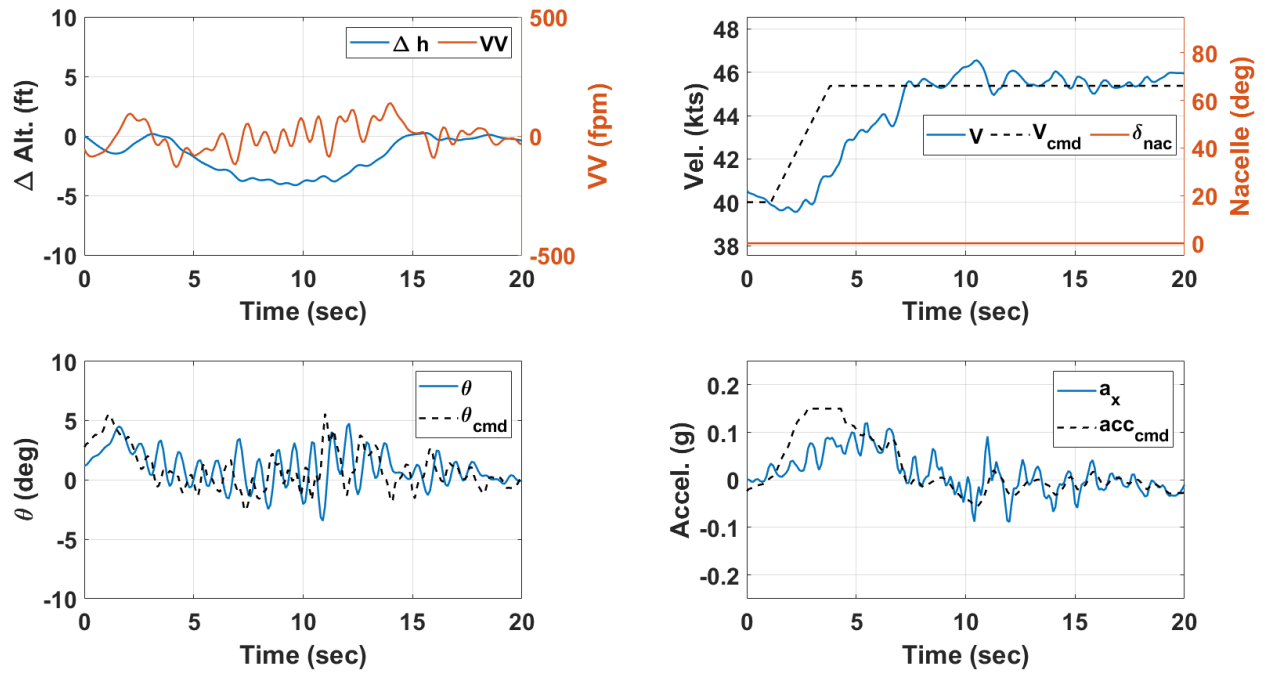 10
5
0
-5
-10
Δ Alt. (ft)
Δ h VV
500
0
-500
VV (fpm)
0 5 10 15 20
Time (sec)
48
46
44
42
40
38
Vel. (kts)
V V_cmd δ_nac
80
60
40
20
0
Nacelle (deg)
0 5 10 15 20
Time (sec)
10
5
0
-5
-10
θ (deg)
θ
θ_cmd
0 5 10 15 20
Time (sec)
0.2
0.1
0
-0.1
-0.2
Accel. (g)
a_x
acc_cmd
0 5 10 15 20
Time (sec)